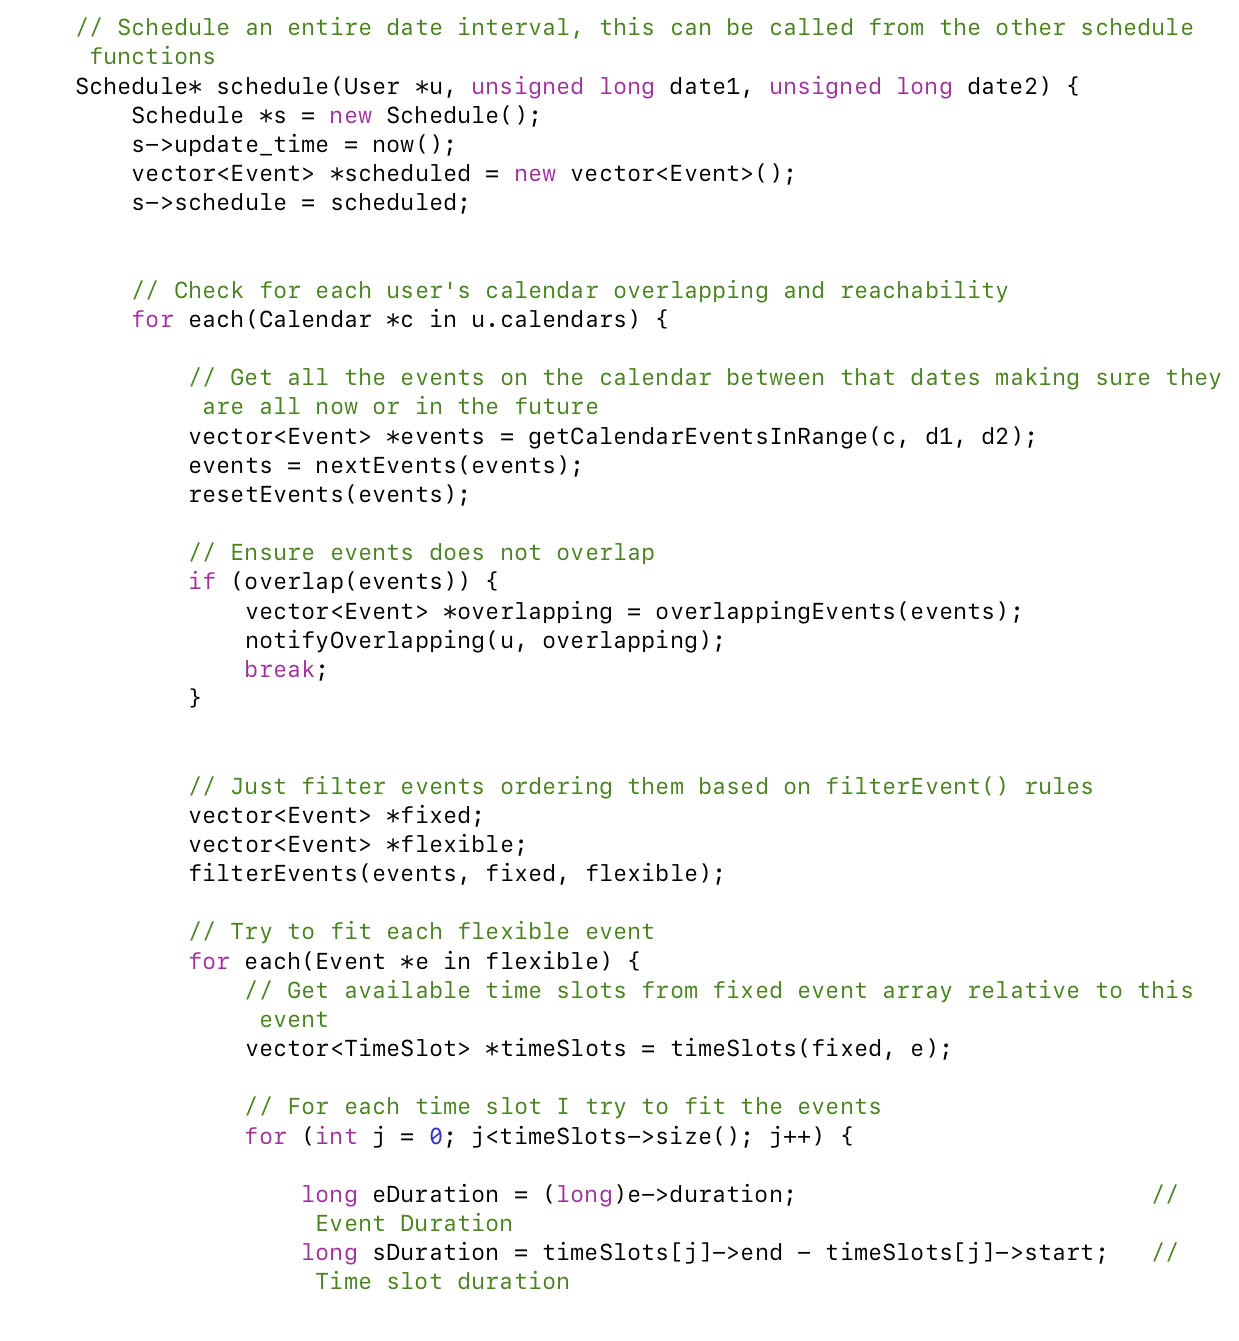 // Schedule an entire date interval, this can be called from the other schedule
functions
Schedule* schedule(User *u, unsigned long date1, unsigned long date2) {
Schedule *s = new Schedule();
s->update_time = now();
vector<Event> *scheduled = new vector<Event>();
s->schedule = scheduled;
// Check for each user's calendar overlapping and reachability
for each(Calendar *c in u.calendars) {
// Get all the events on the calendar between that dates making sure they
are all now or in the future
vector<Event> *events = getCalendarEventsInRange(c, d1, d2);
events = nextEvents(events);
resetEvents(events);
// Ensure events does not overlap
if (overlap(events)) {
vector<Event> *overlapping = overlappingEvents(events);
notifyOverlapping(u, overlapping);
break;
}
// Just filter events ordering them based on filterEvent() rules
vector<Event> *fixed;
vector<Event> *flexible;
filterEvents(events, fixed, flexible);
// Try to fit each flexible event
for each(Event *e in flexible) {
// Get available time slots from fixed event array relative to this
event
vector<TimeSlot> *timeSlots = timeSlots(fixed, e);
// For each time slot I try to fit the events
for (int j = 0; j<timeSlots->size(); j++) {
long eDuration = (long)e->duration; //
Event Duration
long sDuration = timeSlots[j]->end - timeSlots[j]->start; //
Time slot duration